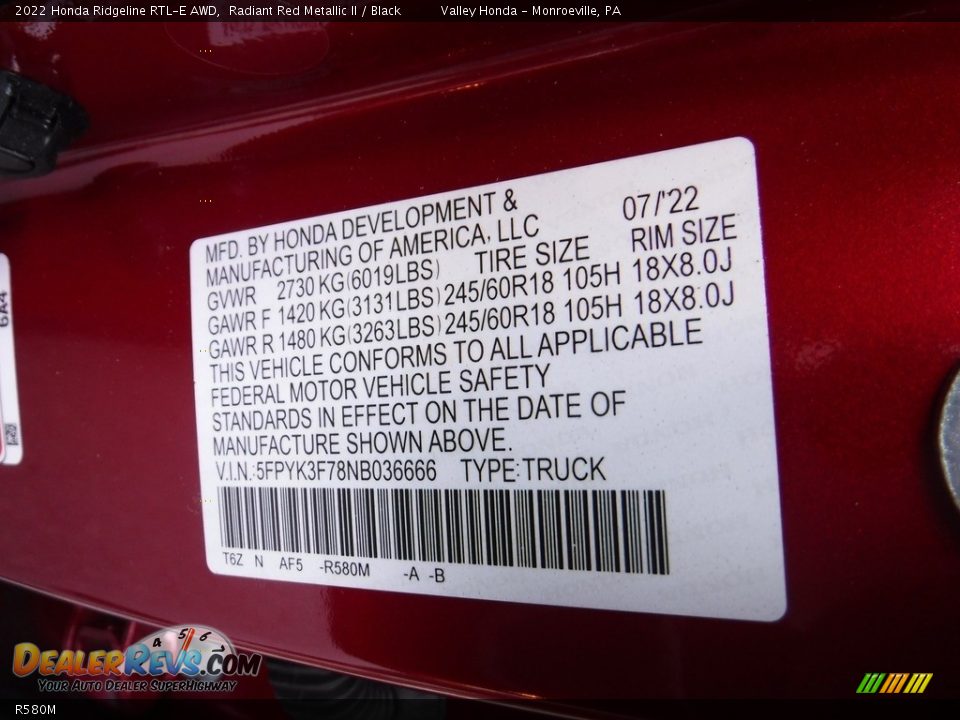 2022 Honda Ridgeline RTL-E AWD, Radiant Red Metallic II / Black Valley Honda - Monroeville, PA
MFD. BY HONDA DEVELOPMENT &
MANUFACTURING OF AMERICA, LLC 07/'22
GVWR 2730 KG(6019LBS) TIRE SIZE RIM SIZE
GAWR F 1420 KG(3131LBS) 245/60R18 105H 18X8.0J
GAWR R 1480 KG(3263LBS) 245/60R18 105H 18X8.0J
THIS VEHICLE CONFORMS TO ALL APPLICABLE
FEDERAL MOTOR VEHICLE SAFETY
STANDARDS IN EFFECT ON THE DATE OF
MANUFACTURE SHOWN ABOVE.
V.I.N.:5FPYK3F78NB036666 TYPE:TRUCK
T6Z N AF5 -R580M -A -B
6A4
4 5 6
DEALERREVS.COM
Your Auto Dealer SuperHighway
R580M